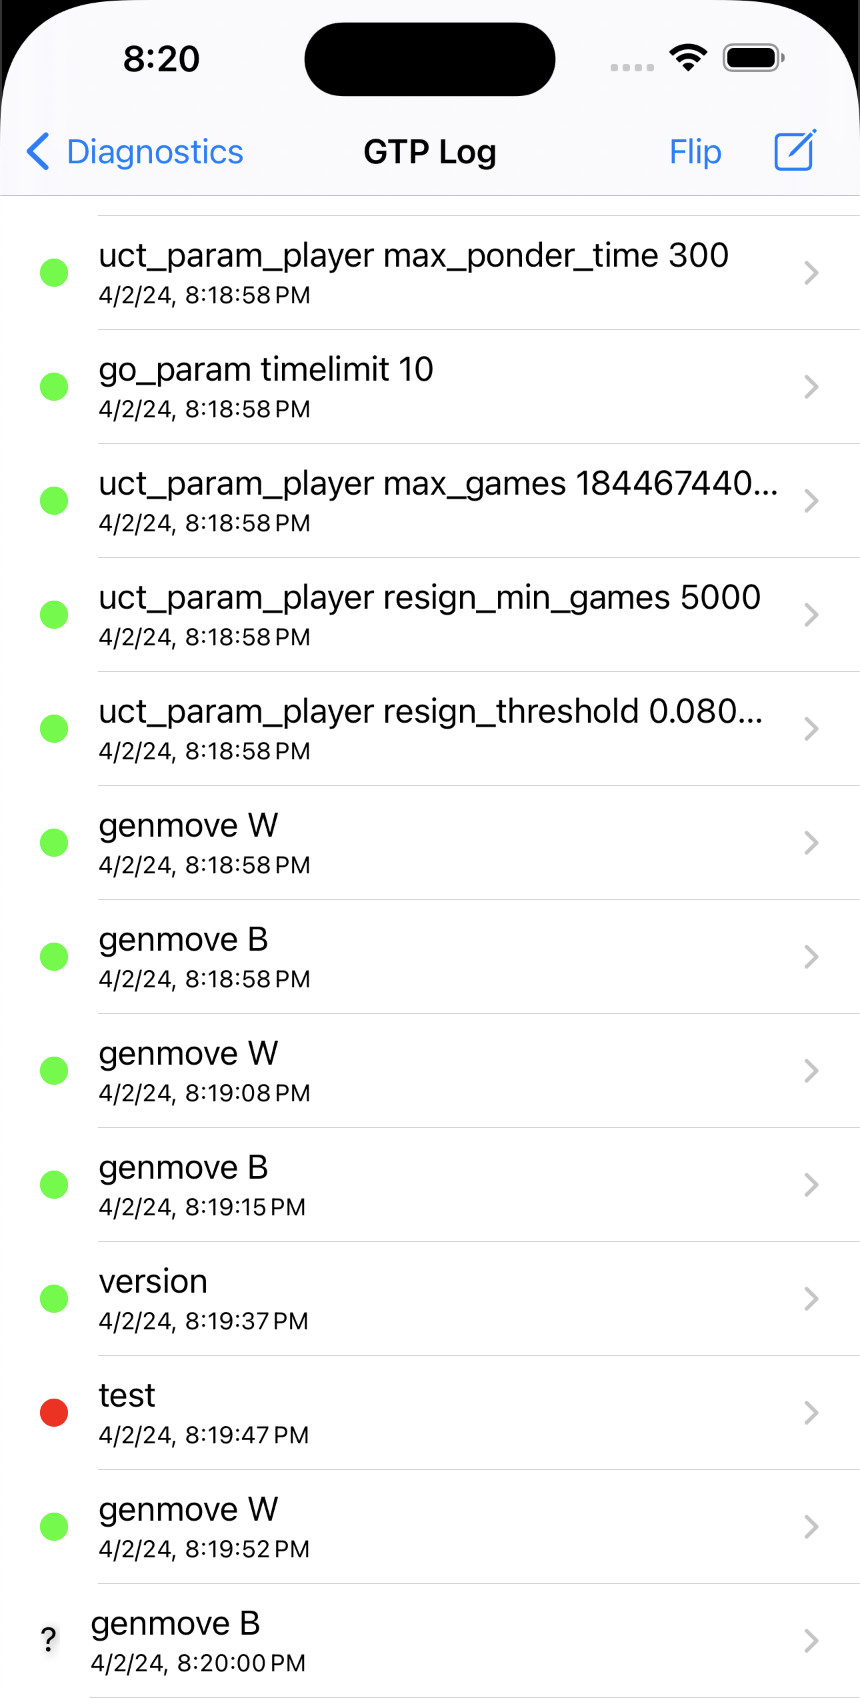 8:20
Diagnostics GTP Log Flip
uct_param_player max_ponder_time 300
4/2/24, 8:18:58 PM
go_param timelimit 10
4/2/24, 8:18:58 PM
uct_param_player max_games 184467440...
4/2/24, 8:18:58 PM
uct_param_player resign_min_games 5000
4/2/24, 8:18:58 PM
uct_param_player resign_threshold 0.080...
4/2/24, 8:18:58 PM
genmove W
4/2/24, 8:18:58 PM
genmove B
4/2/24, 8:18:58 PM
genmove W
4/2/24, 8:19:08 PM
genmove B
4/2/24, 8:19:15 PM
version
4/2/24, 8:19:37 PM
test
4/2/24, 8:19:47 PM
genmove W
4/2/24, 8:19:52 PM
? genmove B
4/2/24, 8:20:00 PM